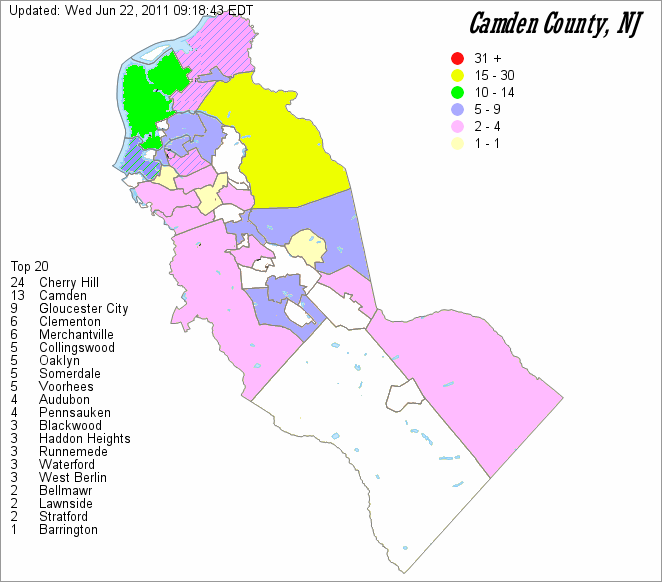 Updated: Wed Jun 22, 2011 09:18:43 EDT
Camden County, NJ
31 +
15 - 30
10 - 14
5 - 9
2 - 4
1 - 1
Top 20
24 Cherry Hill
13 Camden
9 Gloucester City
6 Clementon
6 Merchantville
5 Collingswood
5 Oaklyn
5 Somerdale
5 Voorhees
4 Audubon
4 Pennsauken
3 Blackwood
3 Haddon Heights
3 Runnemede
3 Waterford
3 West Berlin
2 Bellmawr
2 Lawnside
2 Stratford
1 Barrington